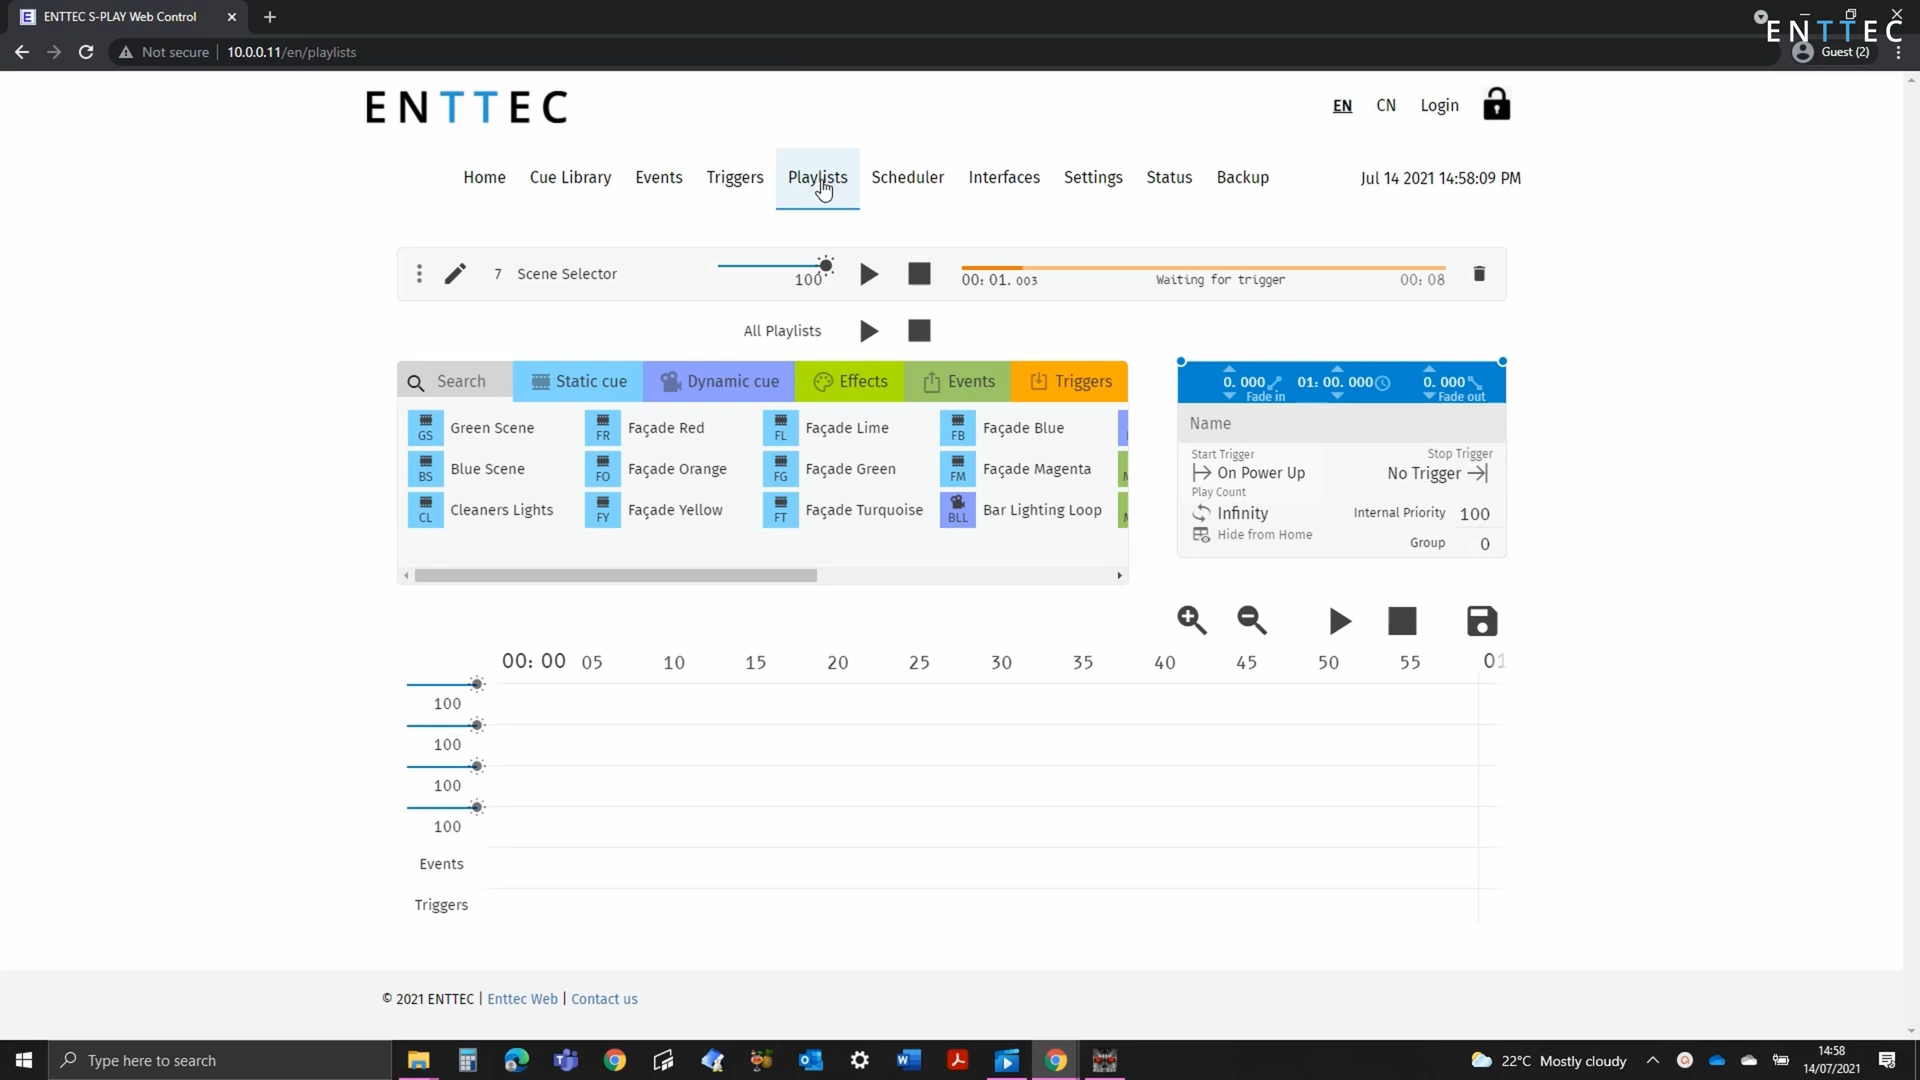 ENTTEC S-PLAY Web Control
ENTTEC
Not secure
10.0.0.11/en/playlists
Guest (2)
ENTTEC
EN
CN
Login
Home
Cue Library
Events
Triggers
Playlists
Scheduler
Interfaces
Settings
Status
Backup
Jul 14 2021 14:58:09 PM
7
Scene Selector
100
00: 01. 003
Waiting for trigger
00: 08
All Playlists
Search
Static cue
Dynamic cue
Effects
Events
Triggers
GS
Green Scene
FR
Façade Red
FL
Façade Lime
FB
Façade Blue
BS
Blue Scene
FO
Façade Orange
FG
Façade Green
FM
Façade Magenta
CL
Cleaners Lights
FY
Façade Yellow
FT
Façade Turquoise
BLL
Bar Lighting Loop
0. 000
Fade in
01: 00. 000
0. 000
Fade out
Name
Start Trigger
On Power Up
Stop Trigger
No Trigger
Play Count
Infinity
Internal Priority
100
Hide from Home
Group
0
00: 00
05
10
15
20
25
30
35
40
45
50
55
01
100
100
100
100
Events
Triggers
© 2021 ENTTEC | Enttec Web | Contact us
Type here to search
22°C Mostly cloudy
14:58
14/07/2021